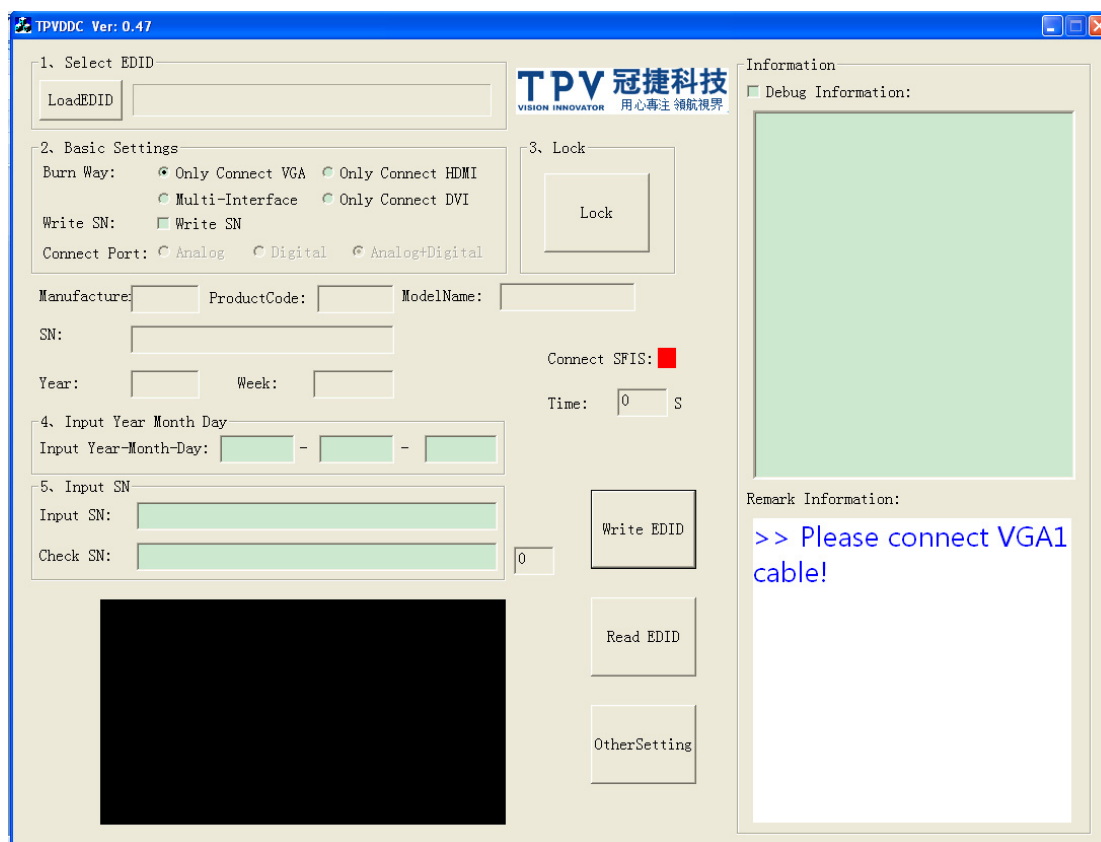 TPVDDC Ver: 0.47
1、Select EDID
LoadEDID
TPV 冠捷科技
VISION INNOVATOR 用心專注 領航視界
2、Basic Settings
Burn Way: Only Connect VGA Only Connect HDMI
Multi-Interface Only Connect DVI
Write SN: Write SN
Connect Port: Analog Digital Analog+Digital
3、Lock
Lock
Manufacture: ProductCode: ModelName:
SN:
Year: Week:
Connect SFIS:
Time: 0 S
4、Input Year Month Day
Input Year-Month-Day: - -
5、Input SN
Input SN:
Check SN:
0
Write EDID
Read EDID
OtherSetting
Information
Debug Information:
Remark Information:
>> Please connect VGA1
cable!